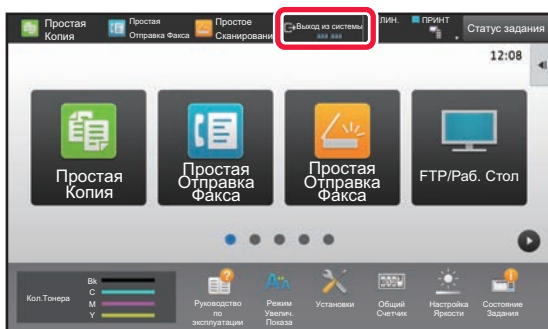 Простая
Копия
Простая
Отправка Факса
Простое
Сканировани
Выход из системы
ааа ааа
ЛИН.
ПРИНТ
Статус задания
12:08
Простая
Копия
Простая
Отправка
Факса
Простая
Отправка
Факса
FTP/Раб. Стол
Кол.Тонера
Bk
C
M
Y
Руководство
по
эксплуатации
Режим
Увелич.
Показа
Установки
Общий
Счетчик
Настройка
Яркости
Состояние
Задания